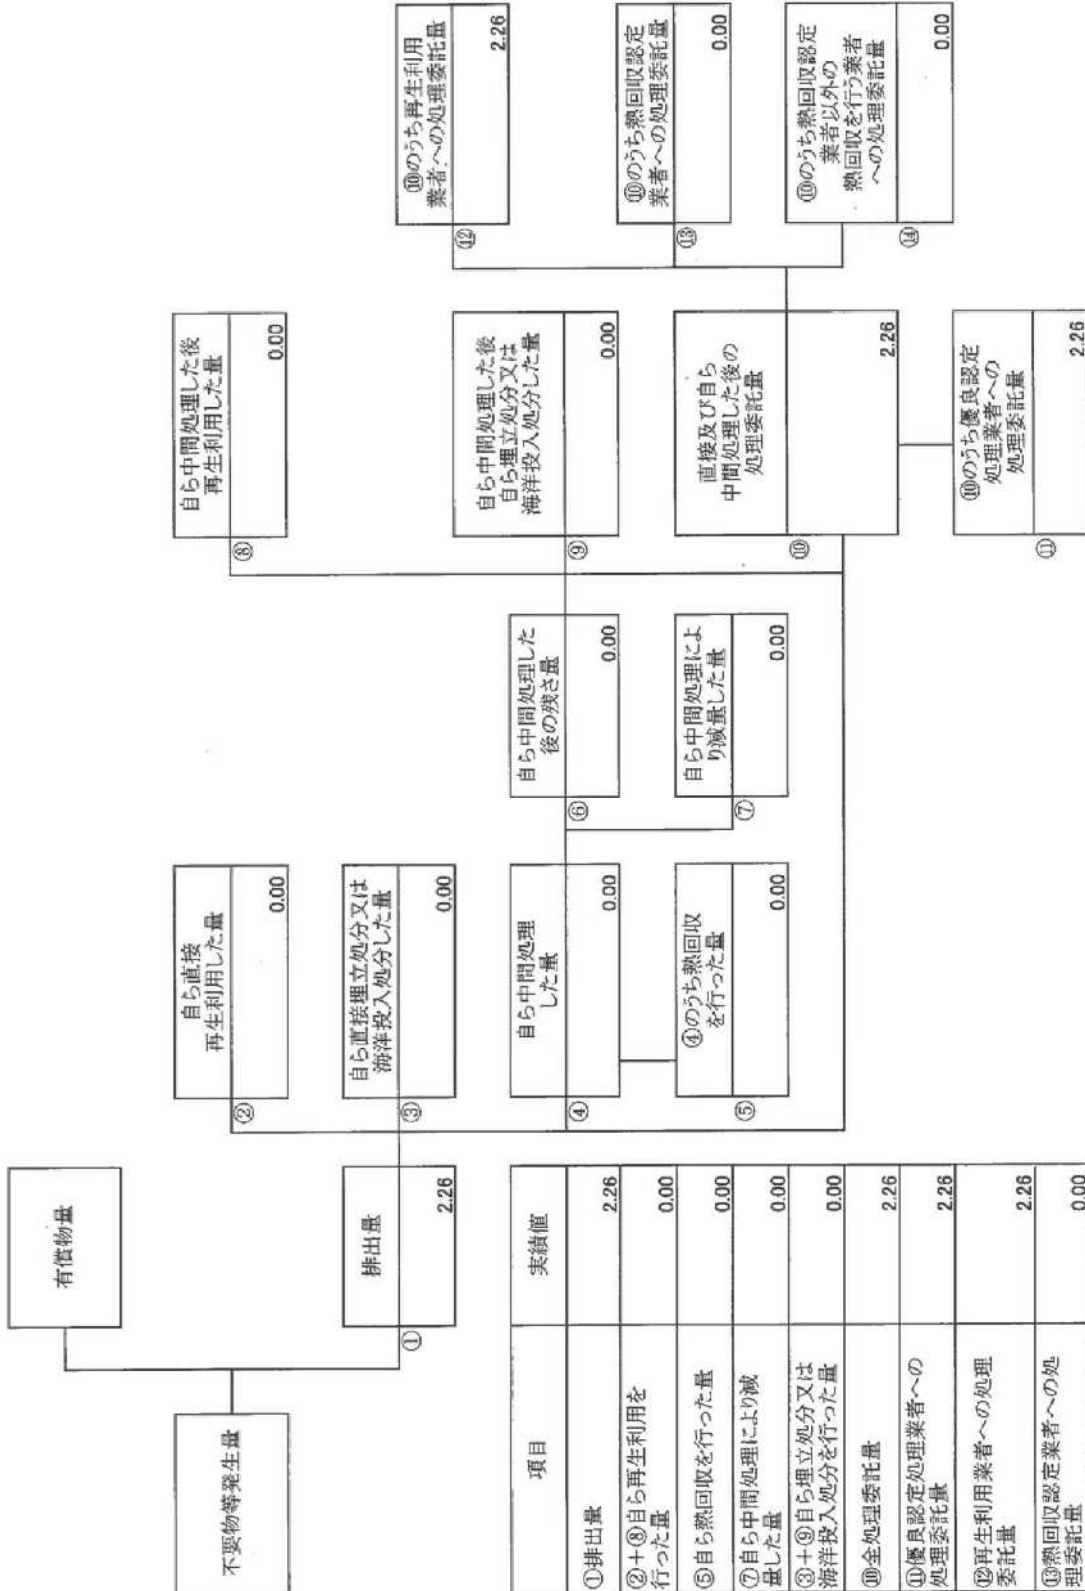 不要物等発生量
有償物量
排出量
①
2.26
自ら直接
再生利用した量
②
0.00
自ら直接埋立処分又は
海洋投入処分した量
③
0.00
自ら中間処理
した量
④
0.00
④のうち熱回収
を行った量
⑤
0.00
自ら中間処理した
後の残さ量
⑥
0.00
自ら中間処理によ
り減量した量
⑦
0.00
自ら中間処理した後
再生利用した量
⑧
0.00
自ら中間処理した後
自ら埋立処分又は
海洋投入処分した量
⑨
0.00
直接及び自ら
中間処理した後の
処理委託量
⑩
2.26
⑩のうち優良認定
処理業者への
処理委託量
⑪
2.26
⑩のうち再生利用
業者への処理委託量
⑫
2.26
⑩のうち熱回収認定
業者への処理委託量
⑬
0.00
⑩のうち熱回収認定
業者以外の
熱回収を行う業者
への処理委託量
⑭
0.00
項目 実績値
①排出量 2.26
②+⑧自ら再生利用を
行った量 0.00
⑤自ら熱回収を行った量 0.00
⑦自ら中間処理により減
量した量 0.00
③+⑨自ら埋立処分又は
海洋投入処分を行った量 0.00
⑩全処理委託量 2.26
⑪優良認定処理業者への
処理委託量 2.26
⑫再生利用業者への処理
委託量 2.26
⑬熱回収認定業者への処
理委託量 0.00